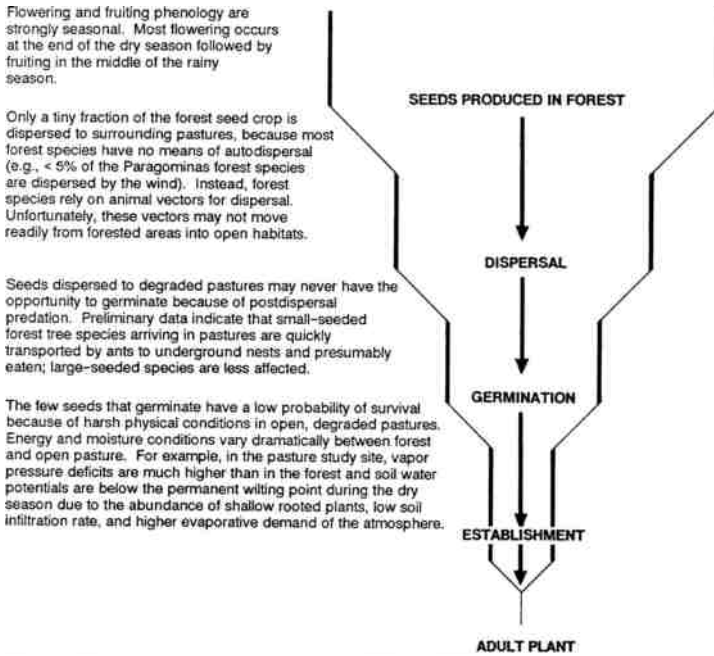 Flowering and fruiting phenology are
strongly seasonal. Most flowering occurs
at the end of the dry season followed by
fruiting in the middle of the rainy
season.
SEEDS PRODUCED IN FOREST
Only a tiny fraction of the forest seed crop is
dispersed to surrounding pastures, because most
forest species have no means of autodispersal
(e.g., < 5% of the Paragominas forest species
are dispersed by the wind). Instead, forest
species rely on animal vectors for dispersal.
Unfortunately, these vectors may not move
readily from forested areas into open habitats.
DISPERSAL
Seeds dispersed to degraded pastures may never have the
opportunity to germinate because of postdispersal
predation. Preliminary data indicate that small-seeded
forest tree species arriving in pastures are quickly
transported by ants to underground nests and presumably
eaten; large-seeded species are less affected.
GERMINATION
The few seeds that germinate have a low probability of survival
because of harsh physical conditions in open, degraded pastures.
Energy and moisture conditions vary dramatically between forest
and open pasture. For example, in the pasture study site, vapor
pressure deficits are much higher than in the forest and soil water
potentials are below the permanent wilting point during the dry
season due to the abundance of shallow rooted plants, low soil
infiltration rate, and higher evaporative demand of the atmosphere.
ESTABLISHMENT
ADULT PLANT